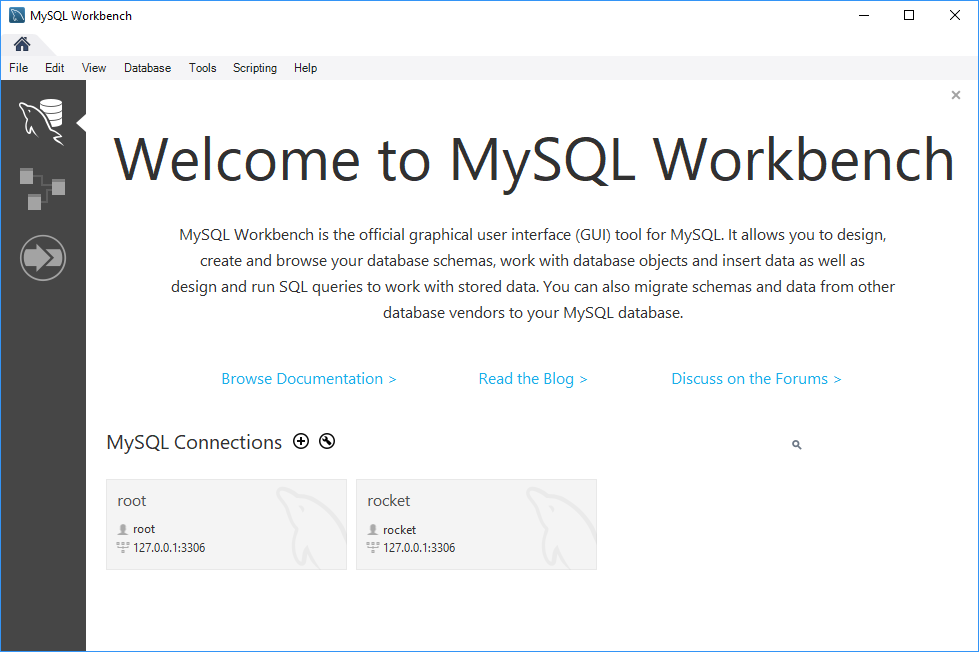 MySQL Workbench
File Edit View Database Tools Scripting Help
Welcome to MySQL Workbench
MySQL Workbench is the official graphical user interface (GUI) tool for MySQL. It allows you to design,
create and browse your database schemas, work with database objects and insert data as well as
design and run SQL queries to work with stored data. You can also migrate schemas and data from other
database vendors to your MySQL database.
Browse Documentation > Read the Blog > Discuss on the Forums >
MySQL Connections
root
root
127.0.0.1:3306
rocket
rocket
127.0.0.1:3306